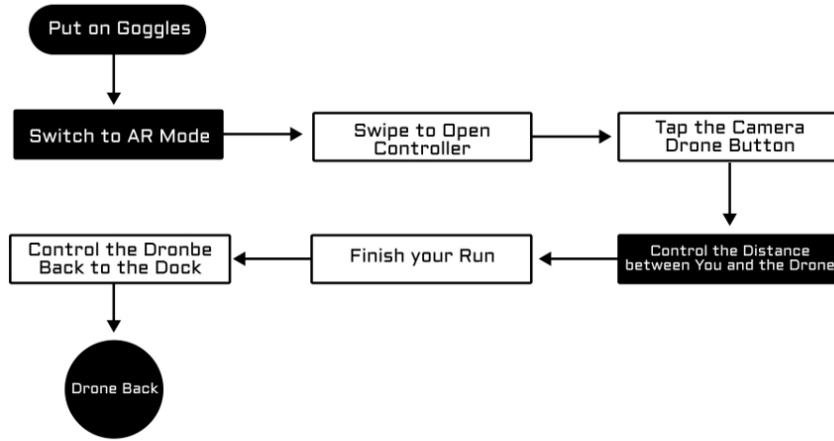 Put on Goggles
Switch to AR Mode
Swipe to Open
Controller
Tap the Camera
Drone Button
Control the Distance
between You and the Drone
Finish your Run
Control the Dronbe
Back to the Dock
Drone Back